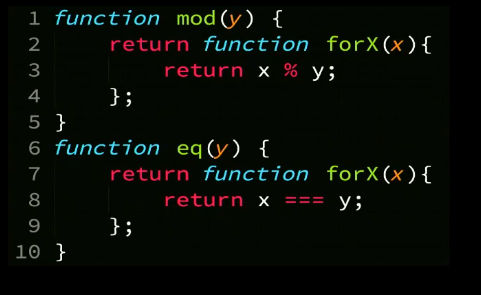 1 function mod(y) {
2     return function forX(x){
3         return x % y;
4     };
5 }
6 function eq(y) {
7     return function forX(x){
8         return x === y;
9     };
10 }